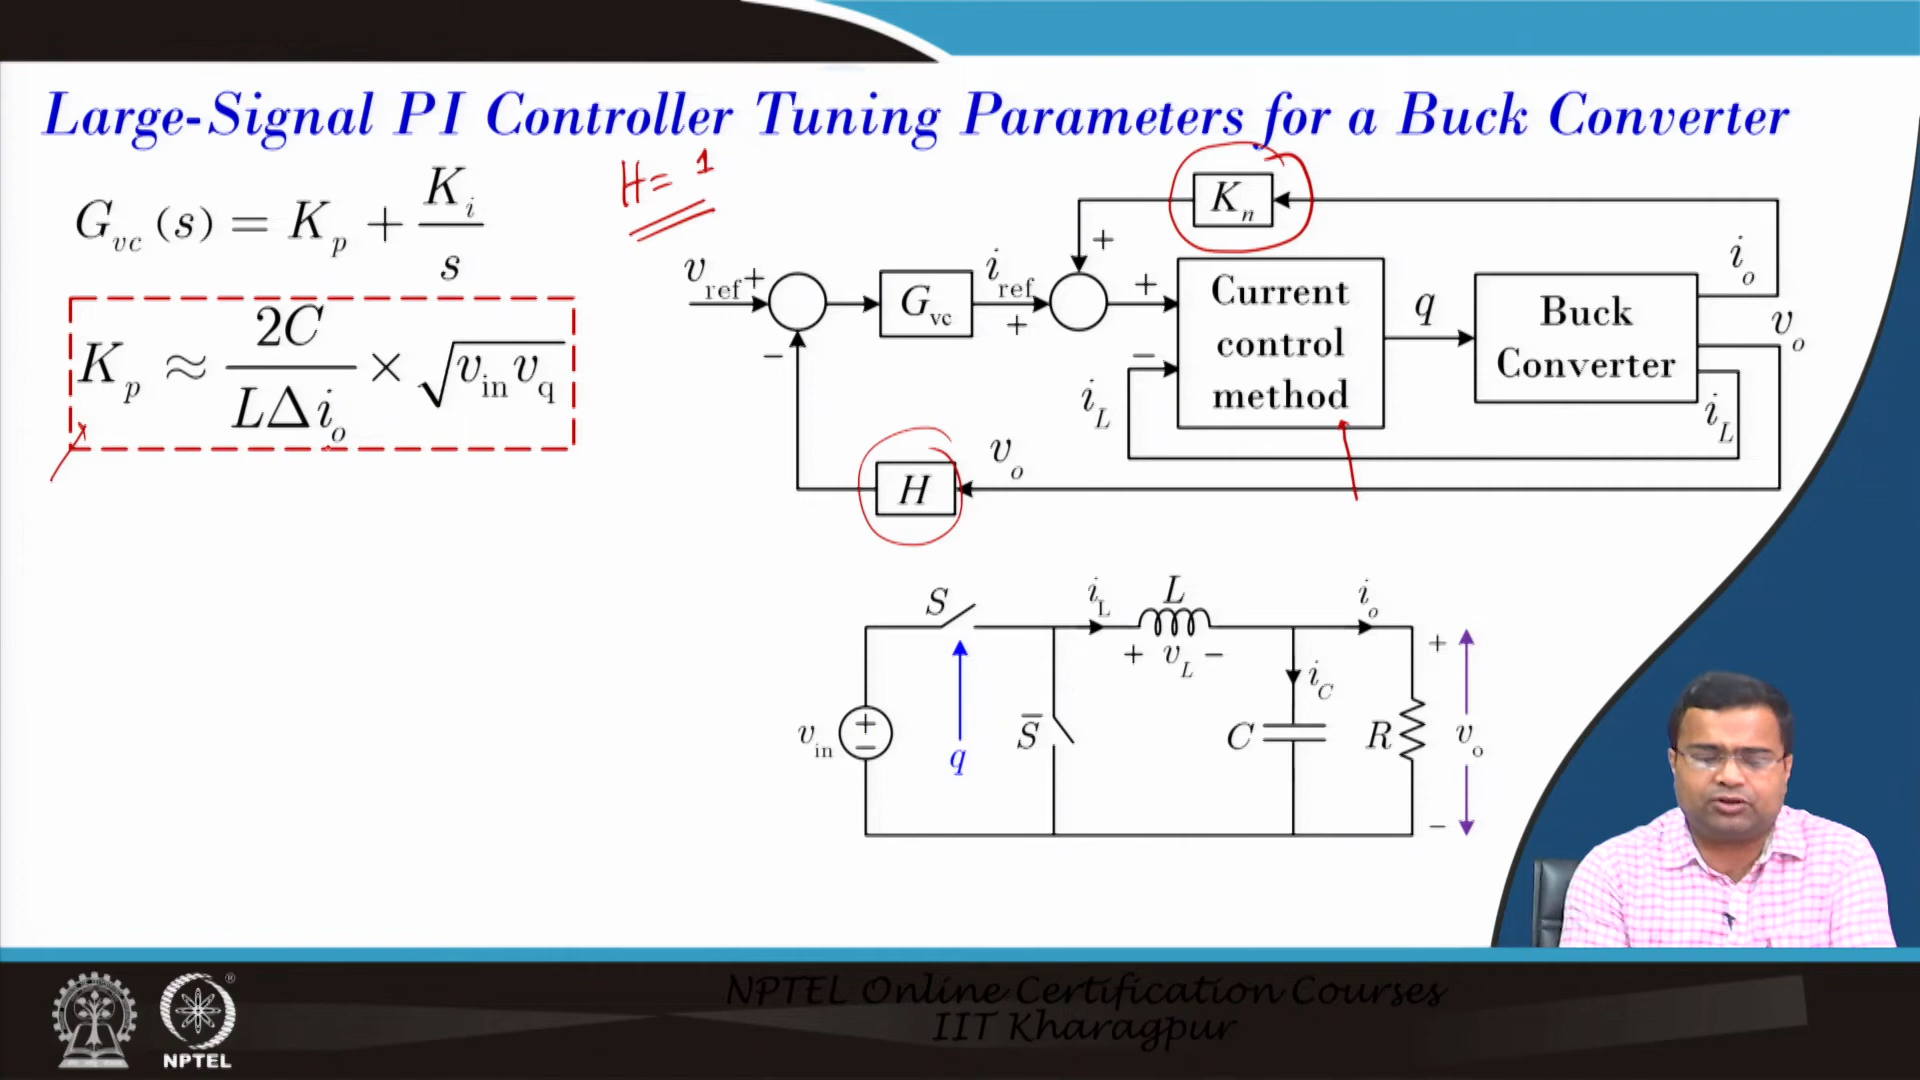 Large-Signal PI Controller Tuning Parameters for a Buck Converter
G_vc (s) = K_p + K_i / s
H = 1
K_p ≈ 2C / LΔi_o × √(v_in v_q)
K_n
v_ref + − G_vc i_ref + + +
Current control method
q
Buck Converter
i_o
v_o
i_L
− i_L
H v_o
S i_L L i_o
+ v_L −
v_in + − q S̄ i_C C R + v_o −
NPTEL Online Certification Courses
IIT Kharagpur
NPTEL ®